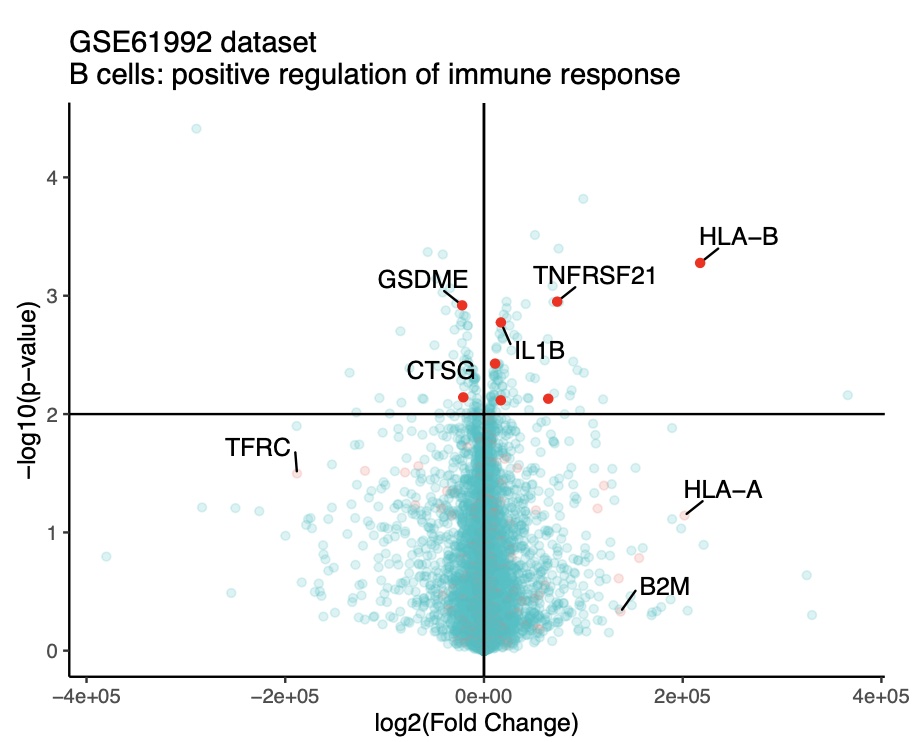 GSE61992 dataset
B cells: positive regulation of immune response
4
3
2
1
0
−log10(p−value)
HLA−B
TNFRSF21
GSDME
IL1B
CTSG
TFRC
HLA−A
B2M
−4e+05
−2e+05
0e+00
2e+05
4e+05
log2(Fold Change)